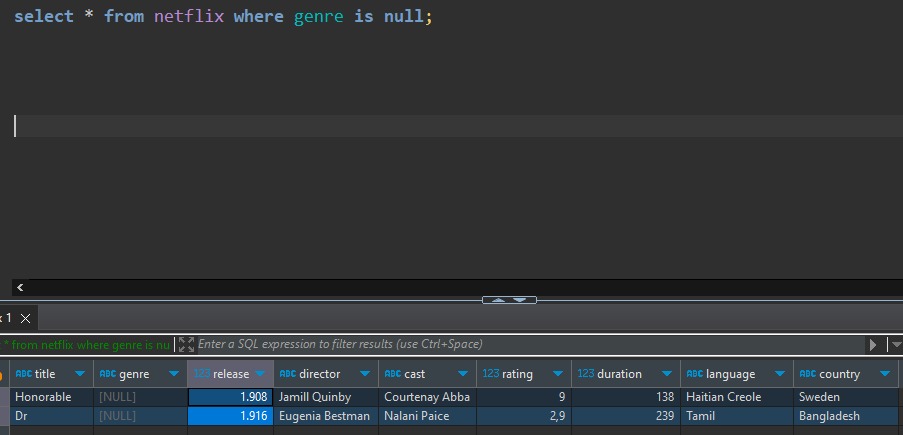 select * from netflix where genre is null;
1
* from netflix where genre is nu Enter a SQL expression to filter results (use Ctrl+Space)
ABC title ABC genre 123 release ABC director ABC cast 123 rating 123 duration ABC language ABC country
Honorable [NULL] 1.908 Jamill Quinby Courtenay Abba 9 138 Haitian Creole Sweden
Dr [NULL] 1.916 Eugenia Bestman Nalani Paice 2,9 239 Tamil Bangladesh